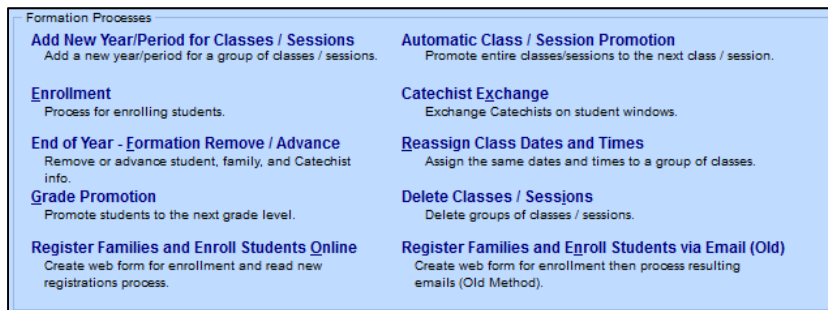 Formation Processes
Add New Year/Period for Classes / Sessions
Add a new year/period for a group of classes / sessions.
Automatic Class / Session Promotion
Promote entire classes/sessions to the next class / session.
Enrollment
Process for enrolling students.
Catechist Exchange
Exchange Catechists on student windows.
End of Year - Formation Remove / Advance
Remove or advance student, family, and Catechist
info.
Reassign Class Dates and Times
Assign the same dates and times to a group of classes.
Grade Promotion
Promote students to the next grade level.
Delete Classes / Sessions
Delete groups of classes / sessions.
Register Families and Enroll Students Online
Create web form for enrollment and read new
registrations process.
Register Families and Enroll Students via Email (Old)
Create web form for enrollment then process resulting
emails (Old Method).